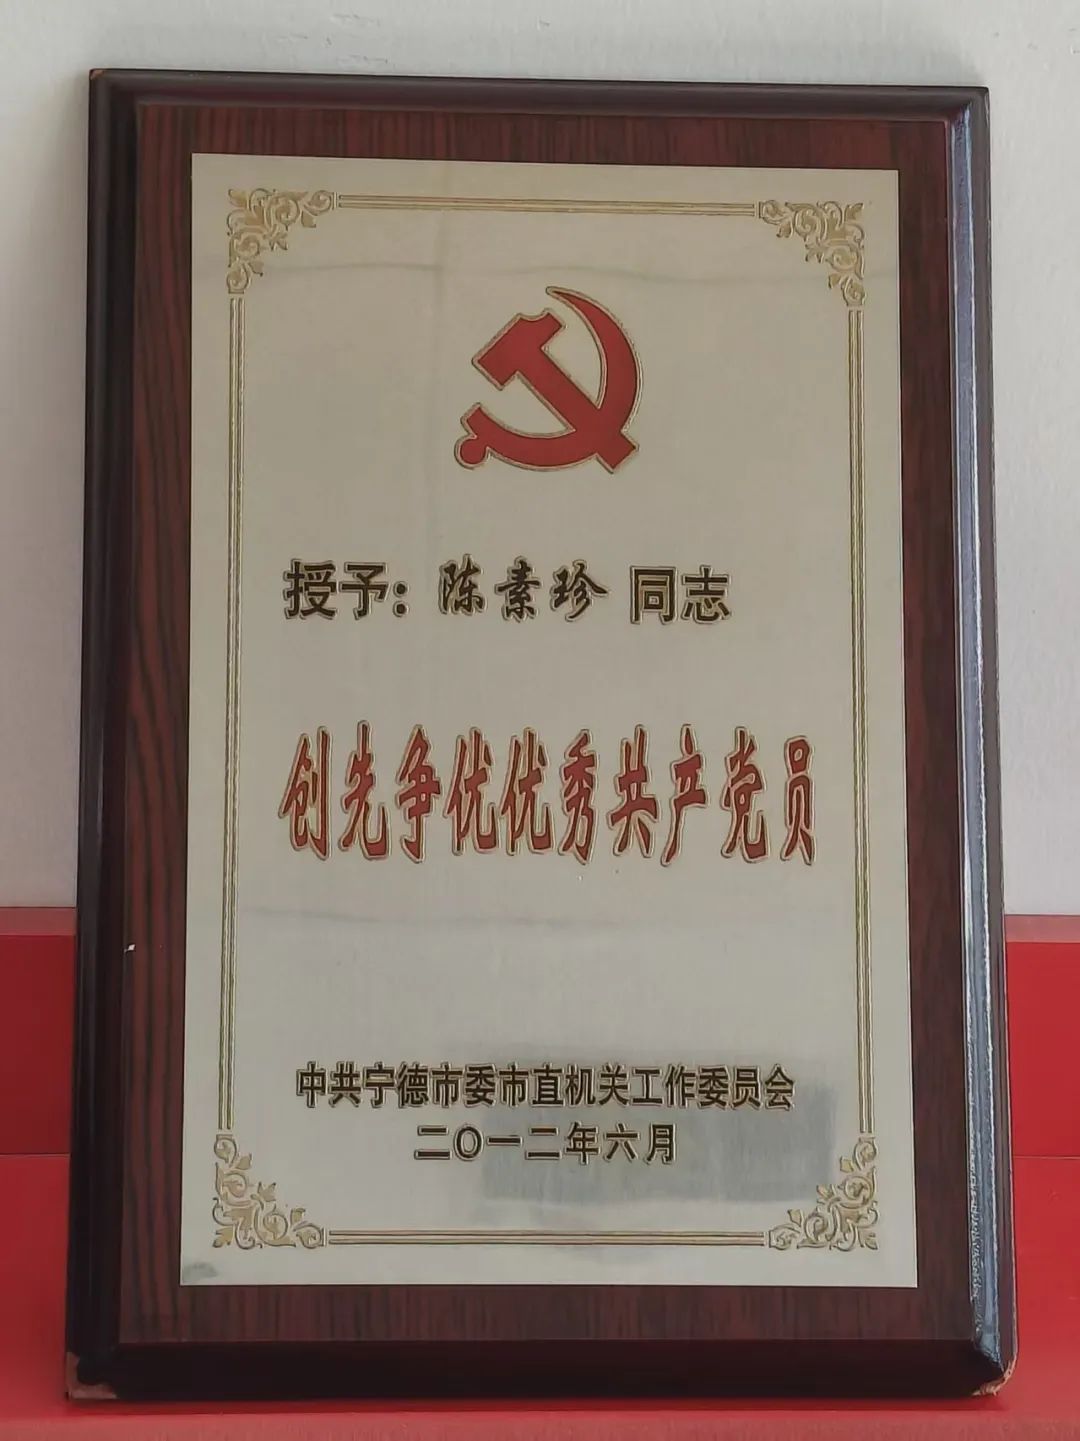 授予：陈素珍 同志
创先争优优秀共产党员
中共宁德市委市直机关工作委员会
二〇一二年六月